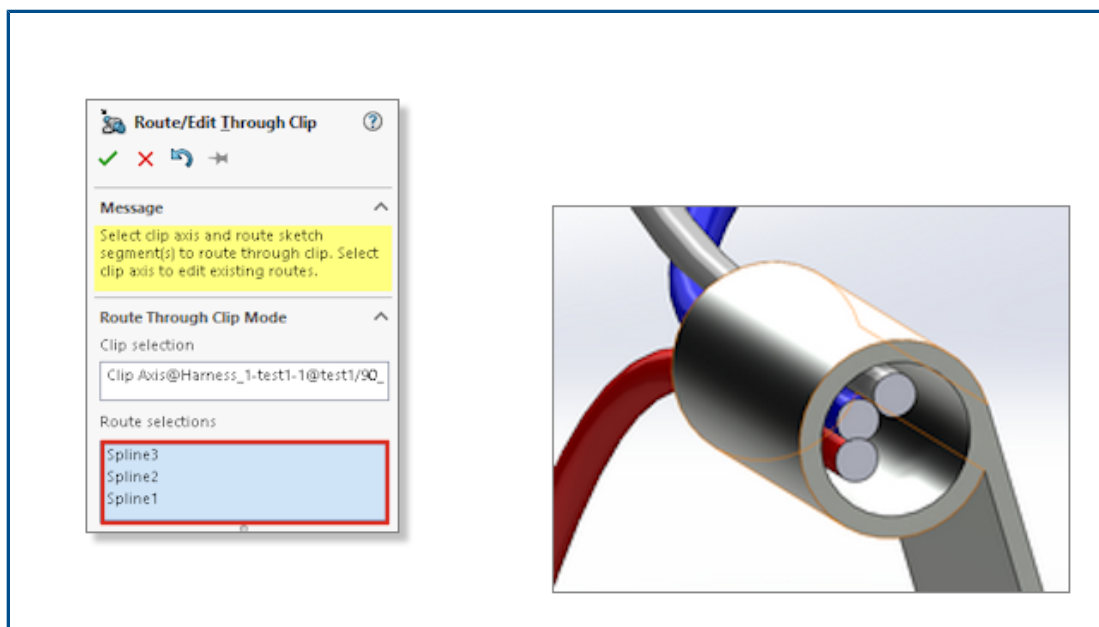 Route/Edit Through Clip
Message
Select clip axis and route sketch
segment(s) to route through clip. Select
clip axis to edit existing routes.
Route Through Clip Mode
Clip selection
Clip Axis@Harness_1-test1-1@test1/90_
Route selections
Spline3
Spline2
Spline1